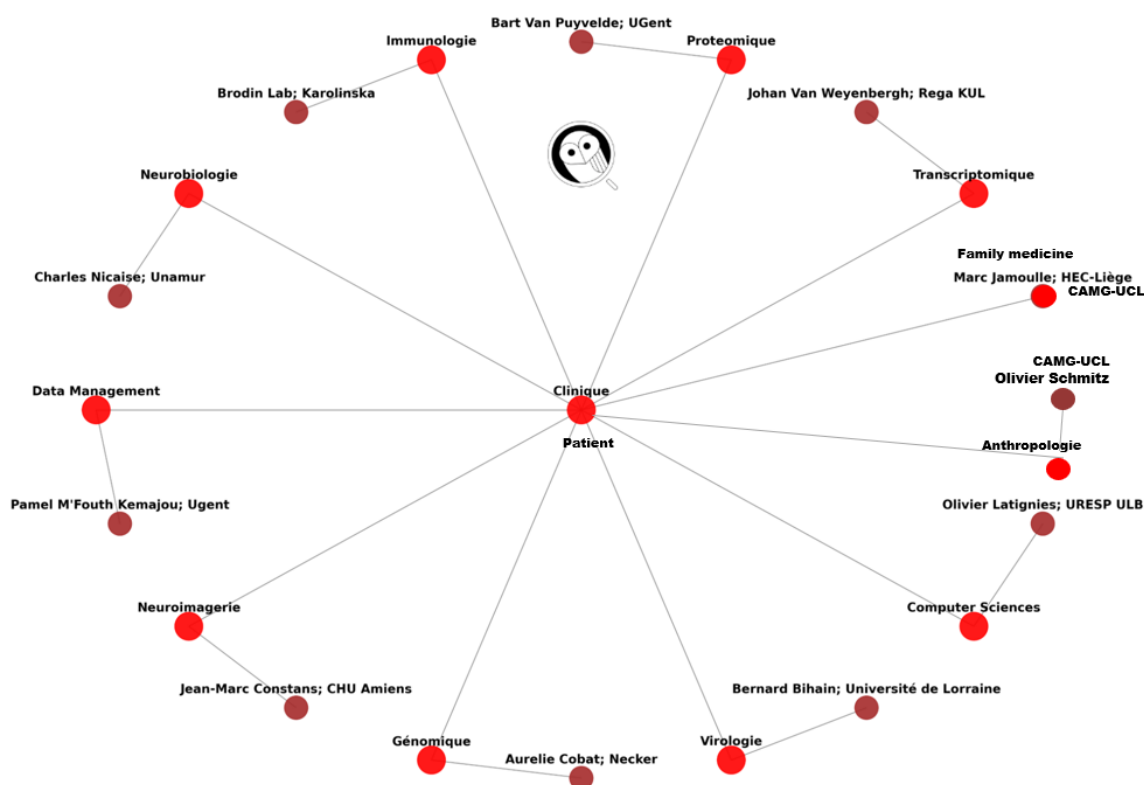 Bart Van Puyvelde; UGent
Immunologie
Proteomique
Brodin Lab; Karolinska
Johan Van Weyenbergh; Rega KUL
Neurobiologie
Transcriptomique
Family medicine
Charles Nicaise; Unamur
Marc Jamoulle; HEC-Liège
CAMG-UCL
CAMG-UCL
Olivier Schmitz
Data Management
Clinique
Patient
Anthropologie
Pamel M'Fouth Kemajou; Ugent
Olivier Latignies; URESP ULB
Neuroimagerie
Computer Sciences
Jean-Marc Constans; CHU Amiens
Bernard Bihain; Université de Lorraine
Génomique
Virologie
Aurelie Cobat; Necker